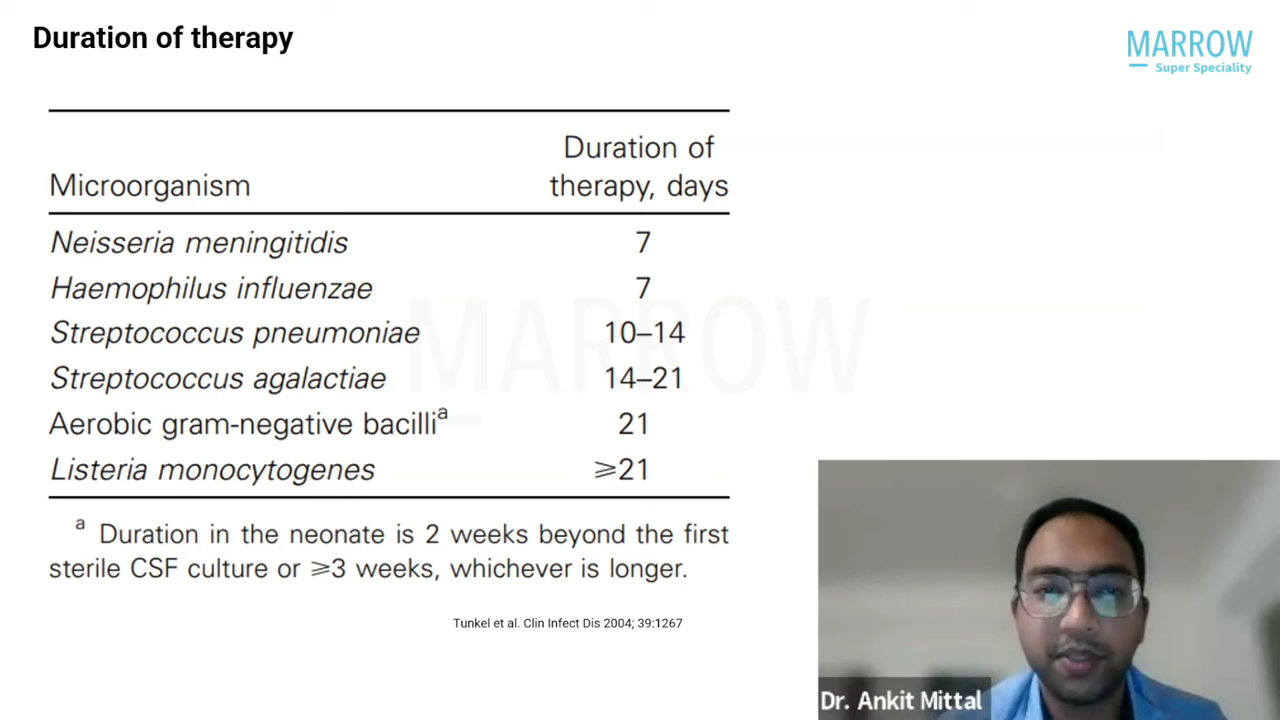 Duration of therapy
MARROW
Super Speciality
Duration of
Microorganism therapy, days
Neisseria meningitidis 7
Haemophilus influenzae 7
Streptococcus pneumoniae 10–14
Streptococcus agalactiae 14–21
Aerobic gram-negative bacilliª 21
Listeria monocytogenes ⩾21
ª Duration in the neonate is 2 weeks beyond the first
sterile CSF culture or ⩾3 weeks, whichever is longer.
Tunkel et al. Clin Infect Dis 2004; 39:1267
MARROW
Dr. Ankit Mittal